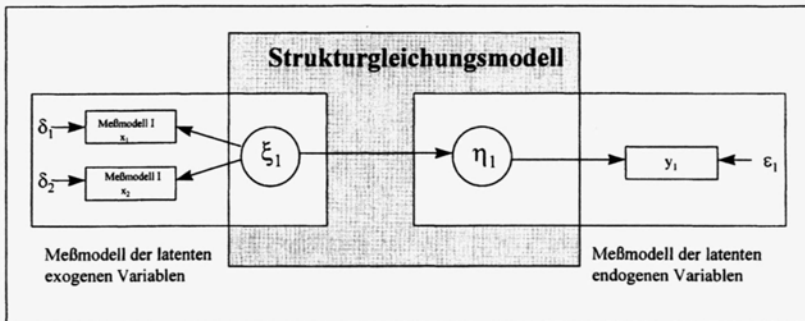 Strukturgleichungsmodell
δ₁
Meßmodell I
x₁
ξ₁
η₁
y₁
ε₁
δ₂
Meßmodell I
x₂
Meßmodell der latenten
exogenen Variablen
Meßmodell der latenten
endogenen Variablen